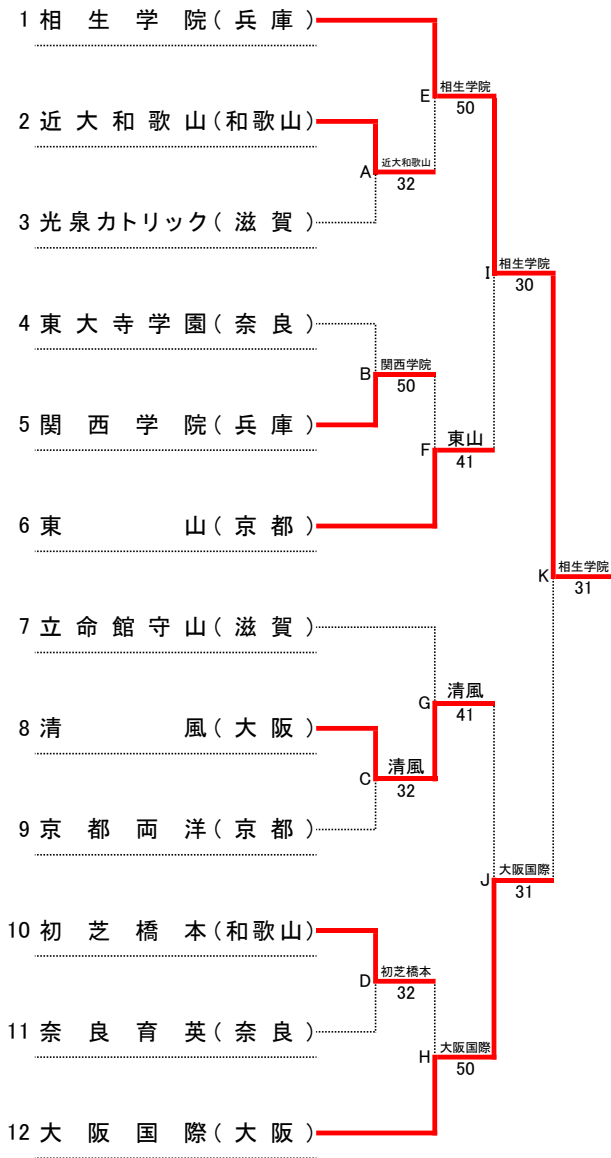 1 相生学院(兵庫)
E 相生学院
50
2 近大和歌山(和歌山)
A 近大和歌山
32
3 光泉カトリック(滋賀)
I 相生学院
30
4 東大寺学園(奈良)
B 関西学院
50
5 関西学院(兵庫)
F 東山
41
6 東山(京都)
K 相生学院
31
7 立命館守山(滋賀)
G 清風
41
8 清風(大阪)
C 清風
32
9 京都両洋(京都)
J 大阪国際
31
10 初芝橋本(和歌山)
D 初芝橋本
32
11 奈良育英(奈良)
H 大阪国際
50
12 大阪国際(大阪)